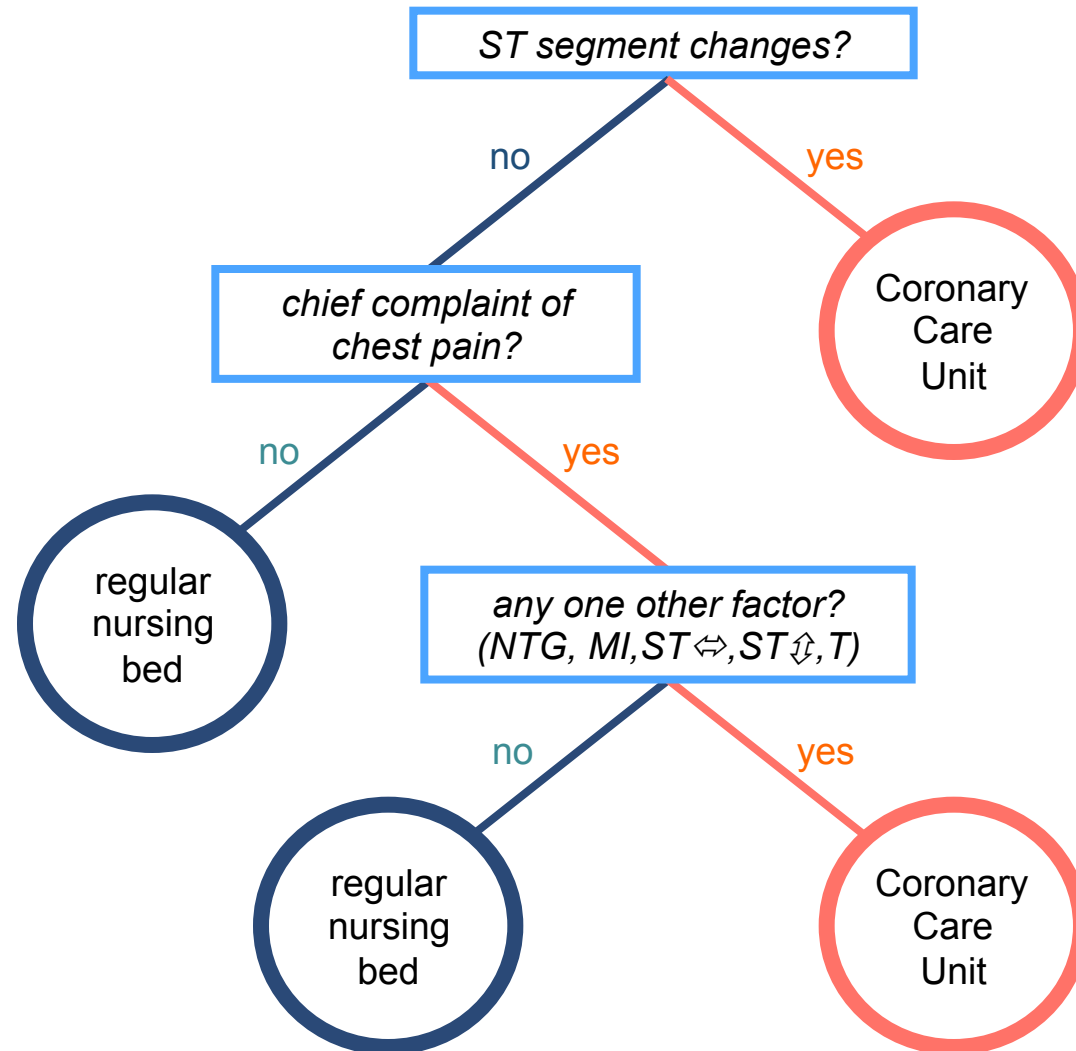 ST segment changes?
no
yes
Coronary
Care
Unit
chief complaint of
chest pain?
no
yes
regular
nursing
bed
any one other factor?
(NTG, MI,ST⬄,ST⇳,T)
no
yes
regular
nursing
bed
Coronary
Care
Unit